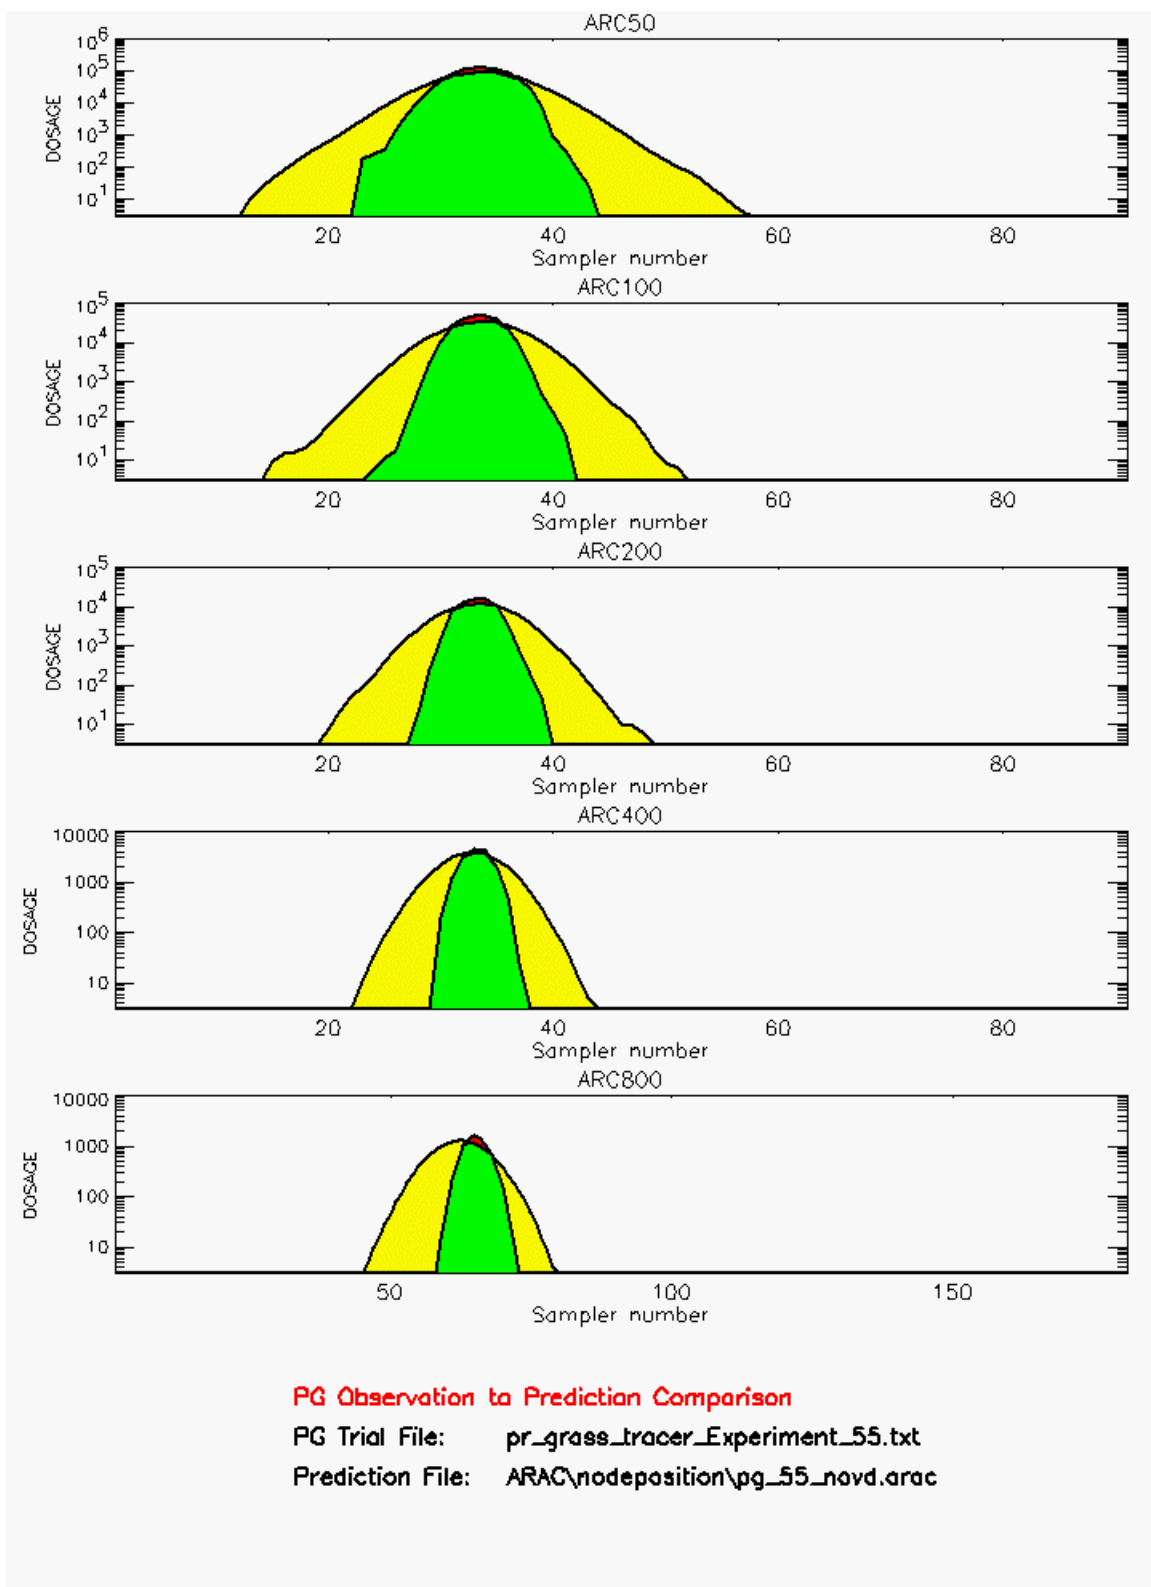 ARC50
10^6
10^5
10^4
10^3
10^2
10^1
DOSAGE
20 40 60 80
Sampler number
ARC100
10^5
10^4
10^3
10^2
10^1
DOSAGE
20 40 60 80
Sampler number
ARC200
10^5
10^4
10^3
10^2
10^1
DOSAGE
20 40 60 80
Sampler number
ARC400
10000
1000
100
10
DOSAGE
20 40 60 80
Sampler number
ARC800
10000
1000
100
10
DOSAGE
50 100 150
Sampler number
PG Observation to Prediction Comparison
PG Trial File: pr_grass_tracer_Experiment_55.txt
Prediction File: ARAC\nodeposition\pg_55_novd.arac